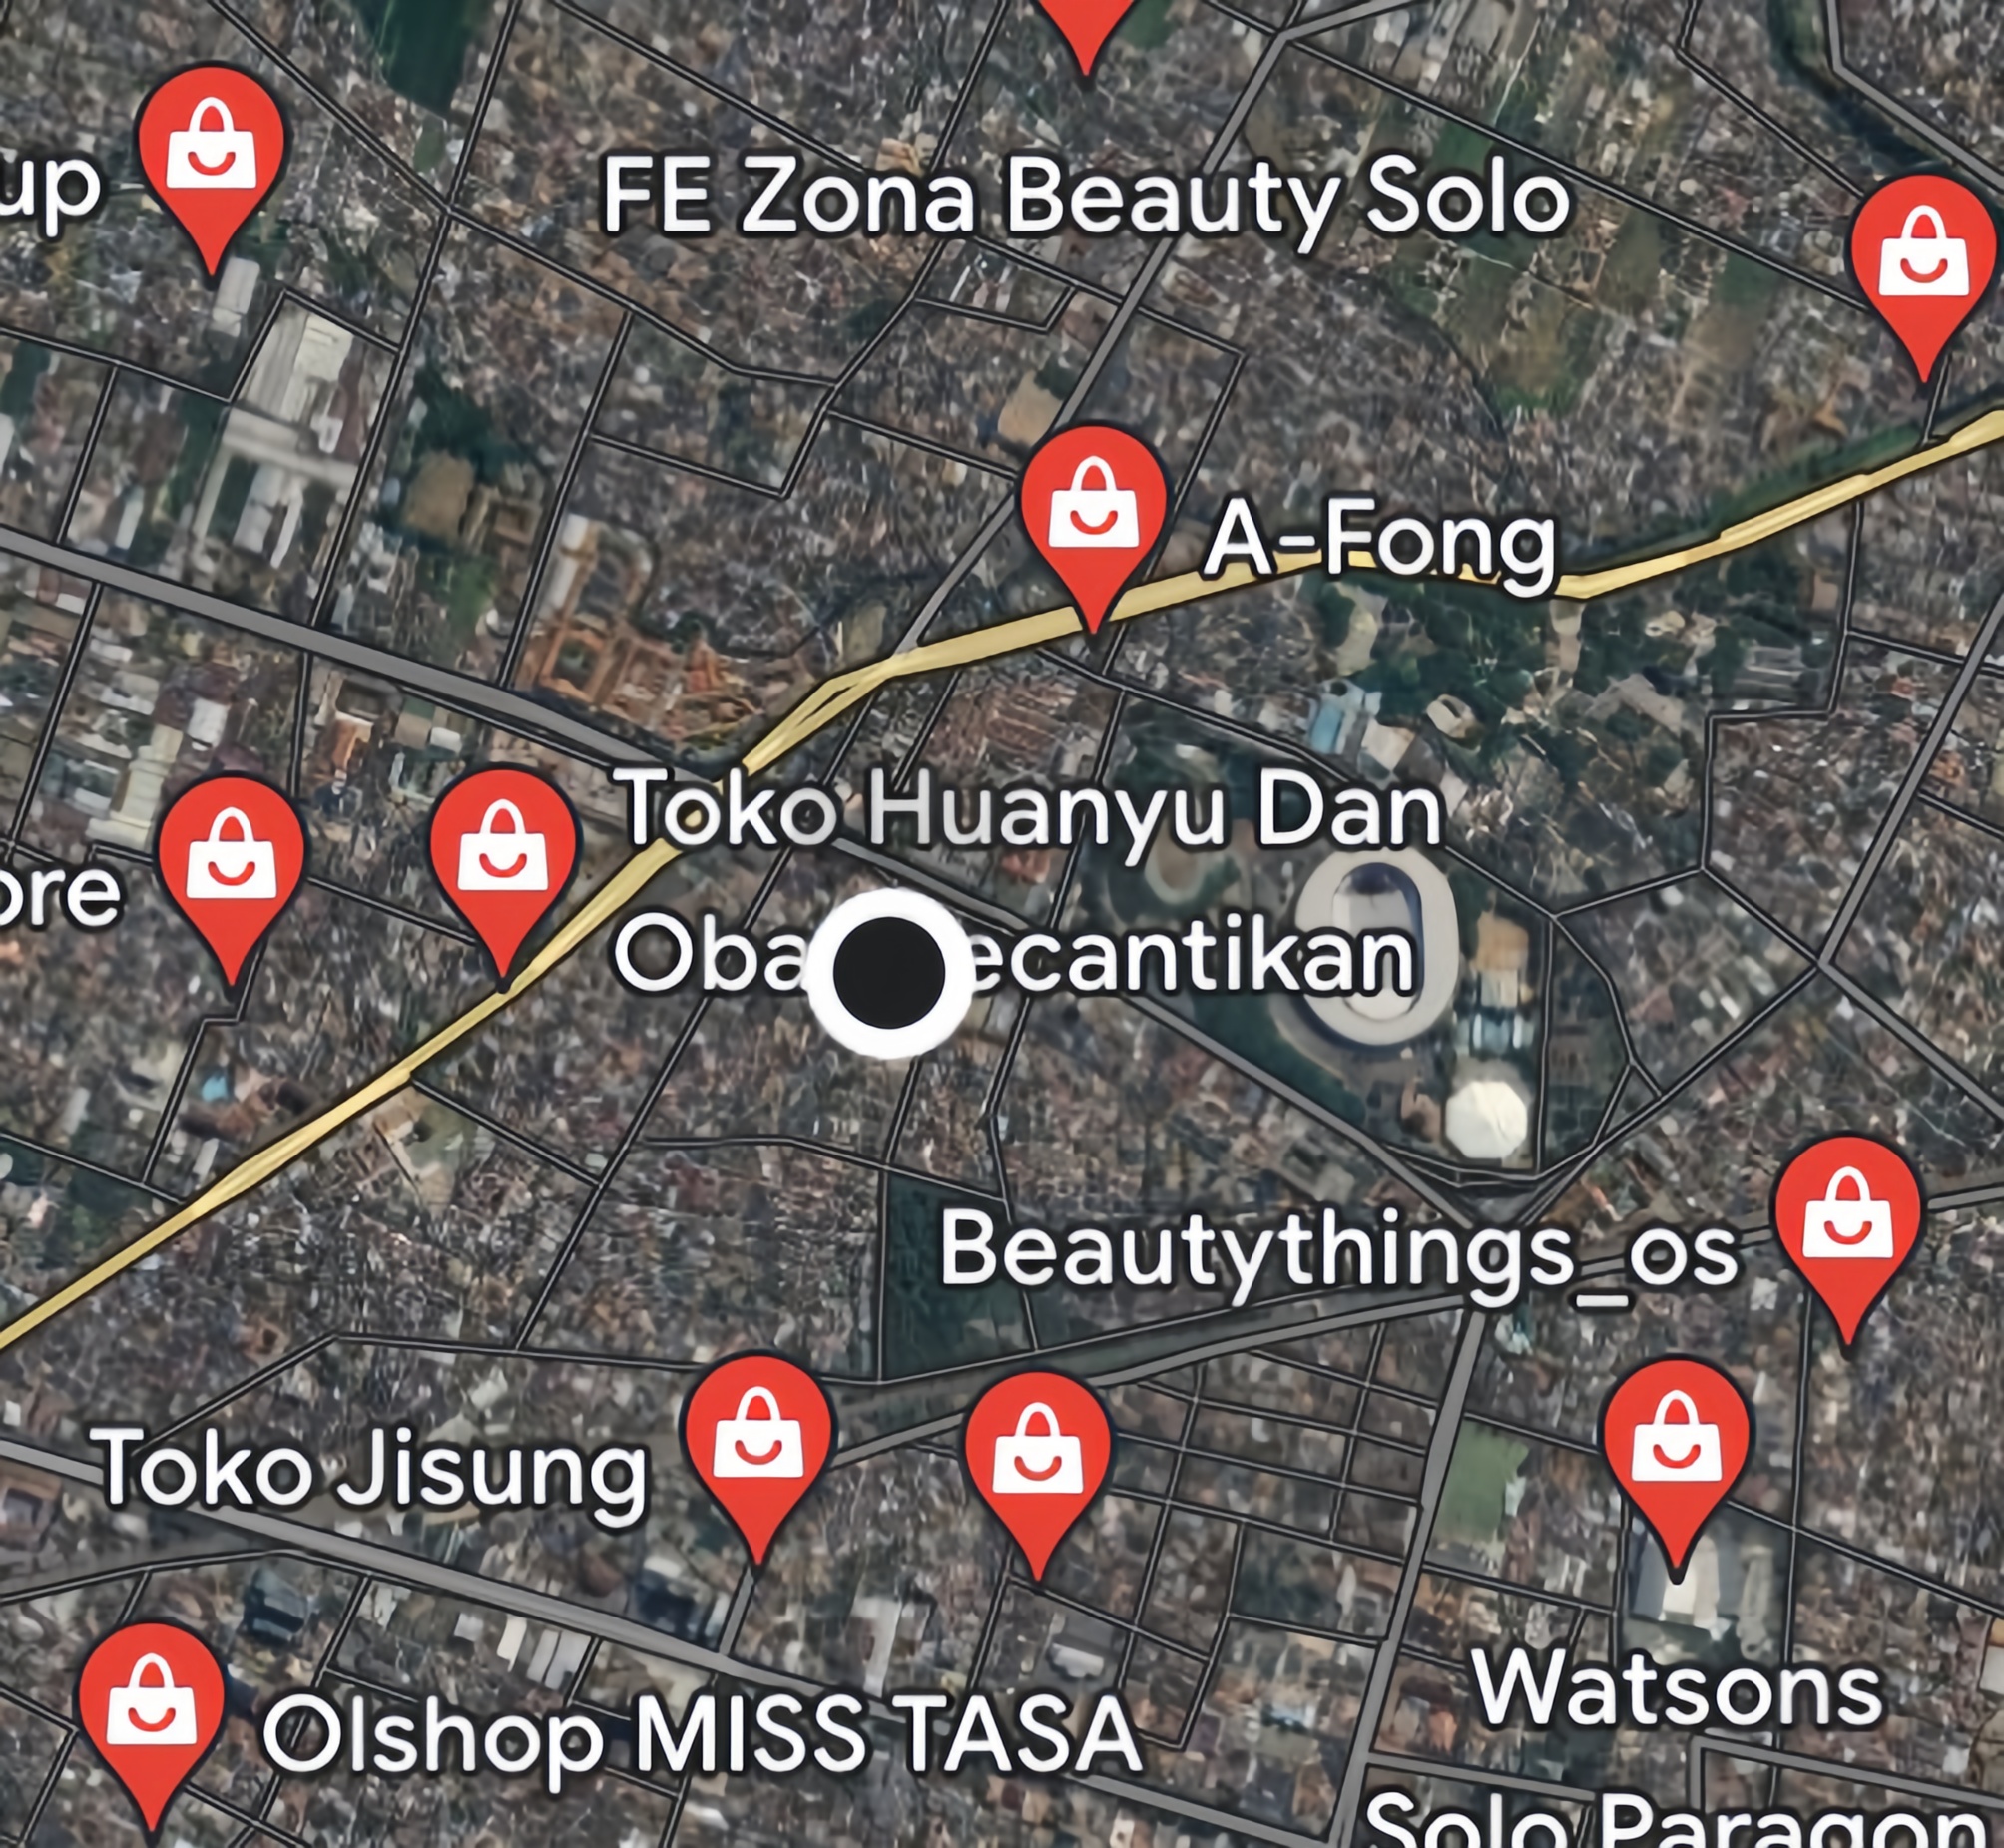 up
FE Zona Beauty Solo
A-Fong
Toko Huanyu Dan
ore
Oba ecantikan
Beautythings_os
Toko Jisung
Watsons
Olshop MISS TASA
Solo Paragon